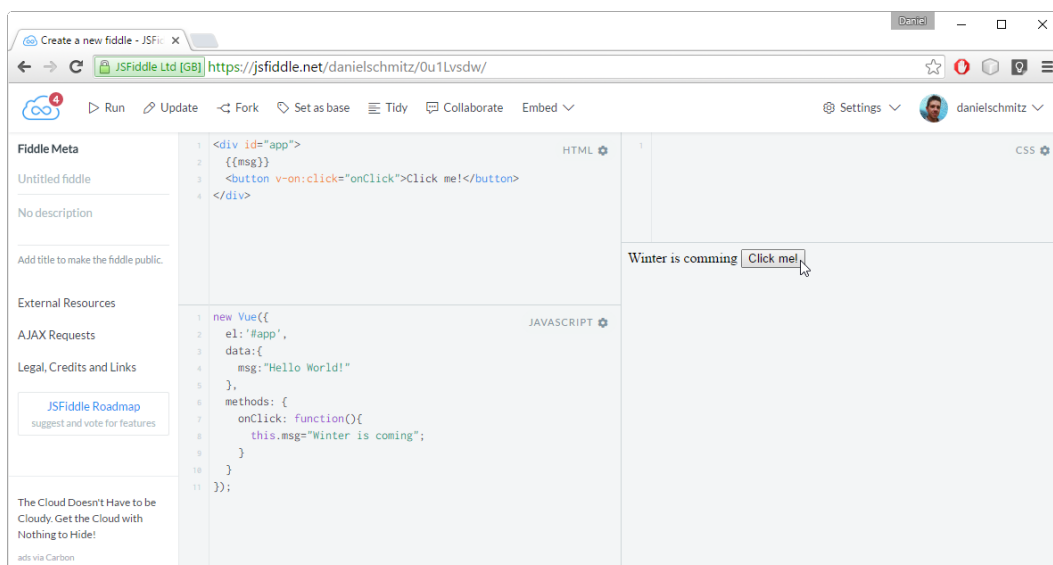 Daniel
Create a new fiddle - JSFic
JSFiddle Ltd [GB] https://jsfiddle.net/danielschmitz/0u1Lvsdw/
4 Run Update Fork Set as base Tidy Collaborate Embed Settings danielschmitz
Fiddle Meta
Untitled fiddle
No description
Add title to make the fiddle public.
External Resources
AJAX Requests
Legal, Credits and Links
JSFiddle Roadmap
suggest and vote for features
The Cloud Doesn't Have to be
Cloudy. Get the Cloud with
Nothing to Hide!
ads via Carbon
HTML
1 <div id="app">
2 {{msg}}
3 <button v-on:click="onClick">Click me!</button>
4 </div>
JAVASCRIPT
1 new Vue({
2 el:'#app',
3 data:{
4 msg:"Hello World!"
5 },
6 methods: {
7 onClick: function(){
8 this.msg="Winter is coming";
9 }
10 }
11 });
1 CSS
Winter is comming Click me!